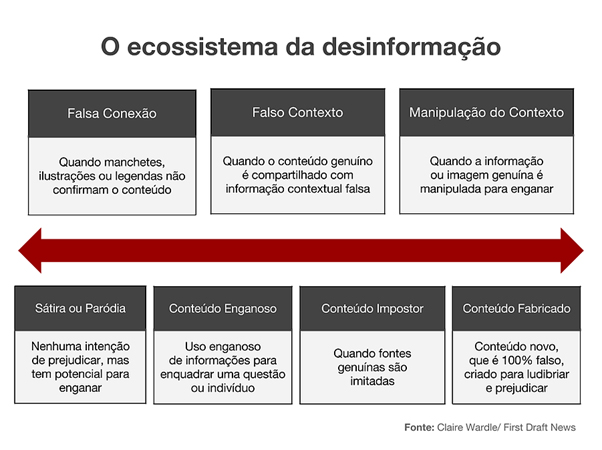 O ecossistema da desinformação
Falsa Conexão
Quando manchetes,
ilustrações ou legendas não
confirmam o conteúdo
Falso Contexto
Quando o conteúdo genuíno
é compartilhado com
informação contextual falsa
Manipulação do Contexto
Quando a informação
ou imagem genuína é
manipulada para enganar
Sátira ou Paródia
Nenhuma intenção
de prejudicar, mas
tem potencial para
enganar
Conteúdo Enganoso
Uso enganoso
de informações para
enquadrar uma questão
ou indivíduo
Conteúdo Impostor
Quando fontes
genuínas são
imitadas
Conteúdo Fabricado
Conteúdo novo,
que é 100% falso,
criado para ludibriar
e prejudicar
Fonte: Claire Wardle/ First Draft News